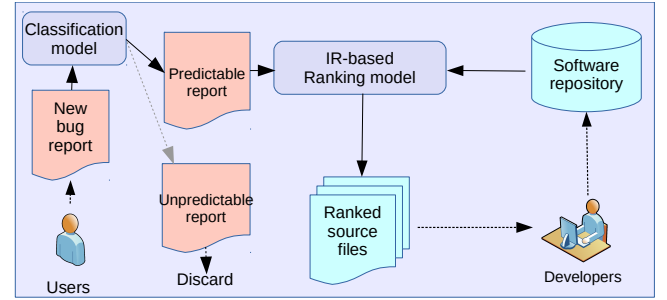 Classification
model
New
bug
report
Users
Predictable
report
Unpredictable
report
Discard
IR-based
Ranking model
Ranked
source
files
Software
repository
Developers